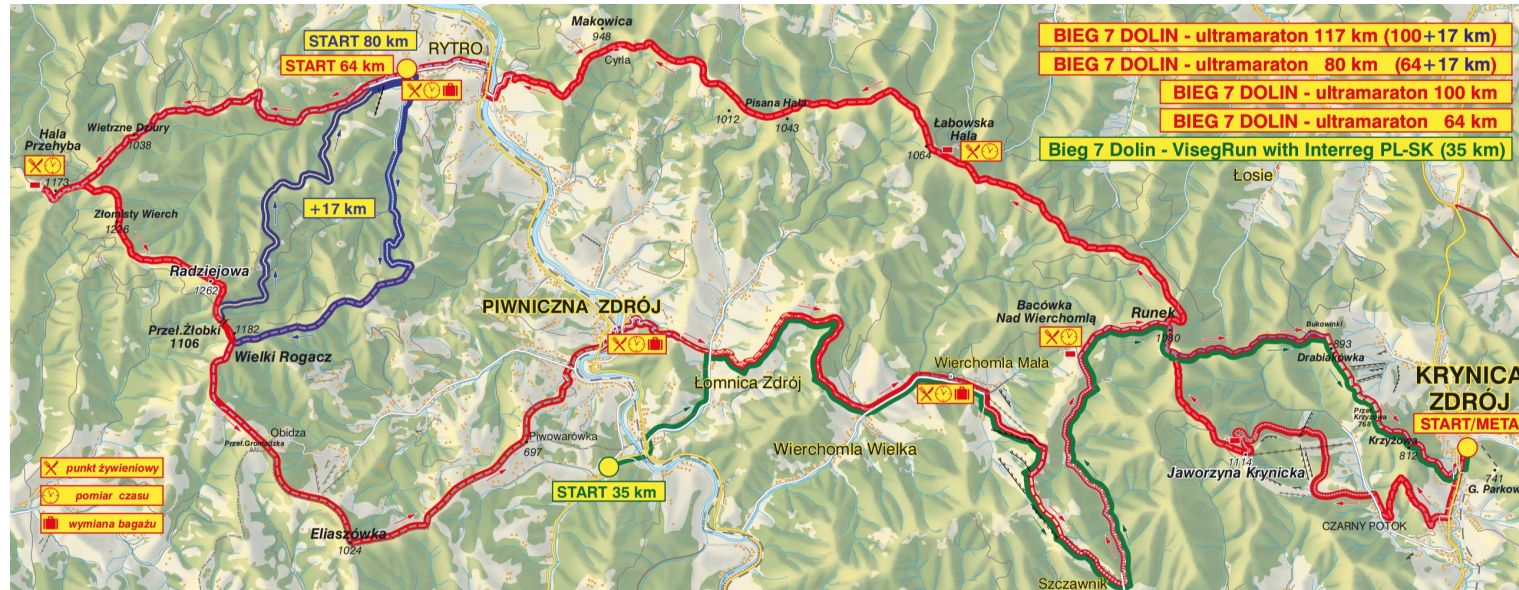 BIEG 7 DOLIN - ultramaraton 117 km (100+17 km)
BIEG 7 DOLIN - ultramaraton 80 km (64+17 km)
BIEG 7 DOLIN - ultramaraton 100 km
BIEG 7 DOLIN - ultramaraton 64 km
Bieg 7 Dolin - VisegRun with Interreg PL-SK (35 km)
START 80 km
START 64 km
RYTRO
Makowica
948
Cyrla
Pisana Hala
1012
1043
Łabowska
Hala
1064
Łosie
Hala
Przehyba
1173
Wietrzne Dziury
1038
Złomisty Wierch
1226
+17 km
Radziejowa
1262
Przeł.Żłobki
1106
1182
Wielki Rogacz
PIWNICZNA ZDRÓJ
Łomnica Zdrój
Wierchomla Mała
Wierchomla Wielka
Bacówka
Nad Wierchomlą
Runek
1080
Bukowinki
893
Drabiakówka
KRYNICA
ZDRÓJ
START/META
Przeł.
Krzyżowa
768
Krzyżowa
812
741
G. Parkow
Jaworzyna Krynicka
1114
CZARNY POTOK
Szczawnik
Obidza
Przeł.Gromadzka
Piwowarówka
697
START 35 km
Eliaszówka
1024
punkt żywieniowy
pomiar czasu
wymiana bagażu